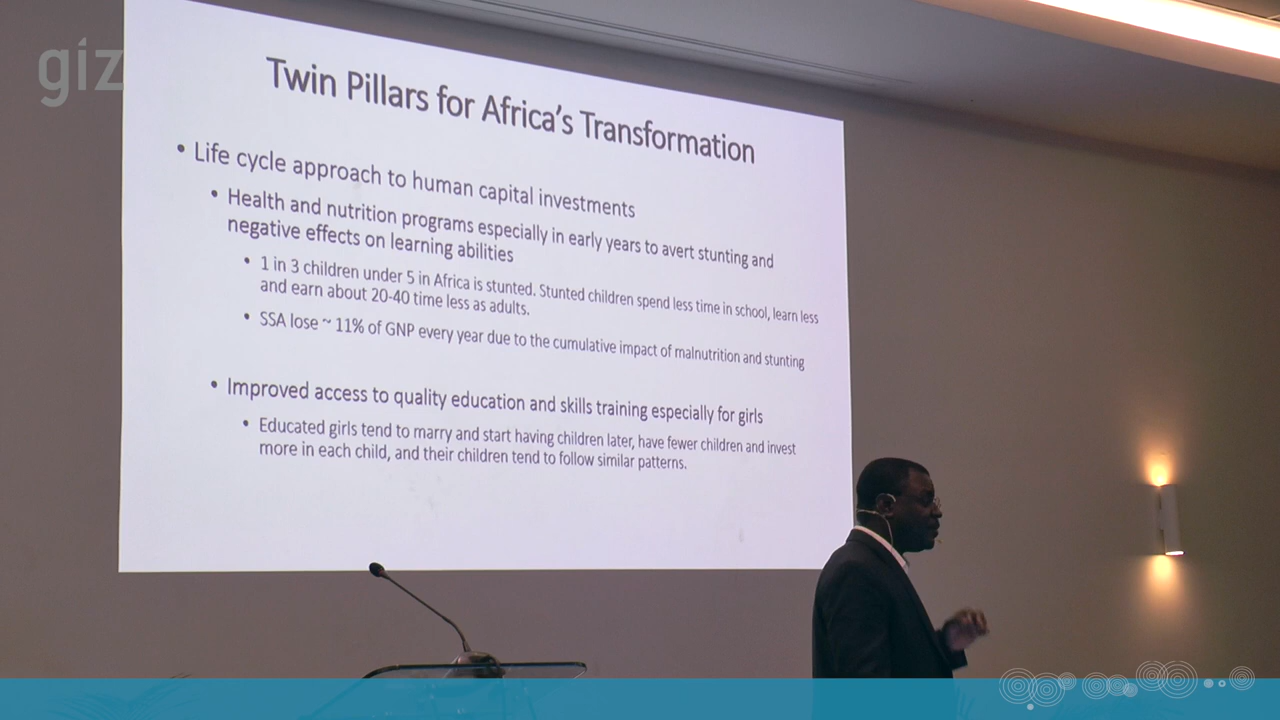 giz
Twin Pillars for Africa's Transformation
• Life cycle approach to human capital investments
• Health and nutrition programs especially in early years to avert stunting and
negative effects on learning abilities
• 1 in 3 children under 5 in Africa is stunted. Stunted children spend less time in school, learn less
and earn about 20-40 time less as adults.
• SSA lose ~ 11% of GNP every year due to the cumulative impact of malnutrition and stunting
• Improved access to quality education and skills training especially for girls
• Educated girls tend to marry and start having children later, have fewer children and invest
more in each child, and their children tend to follow similar patterns.